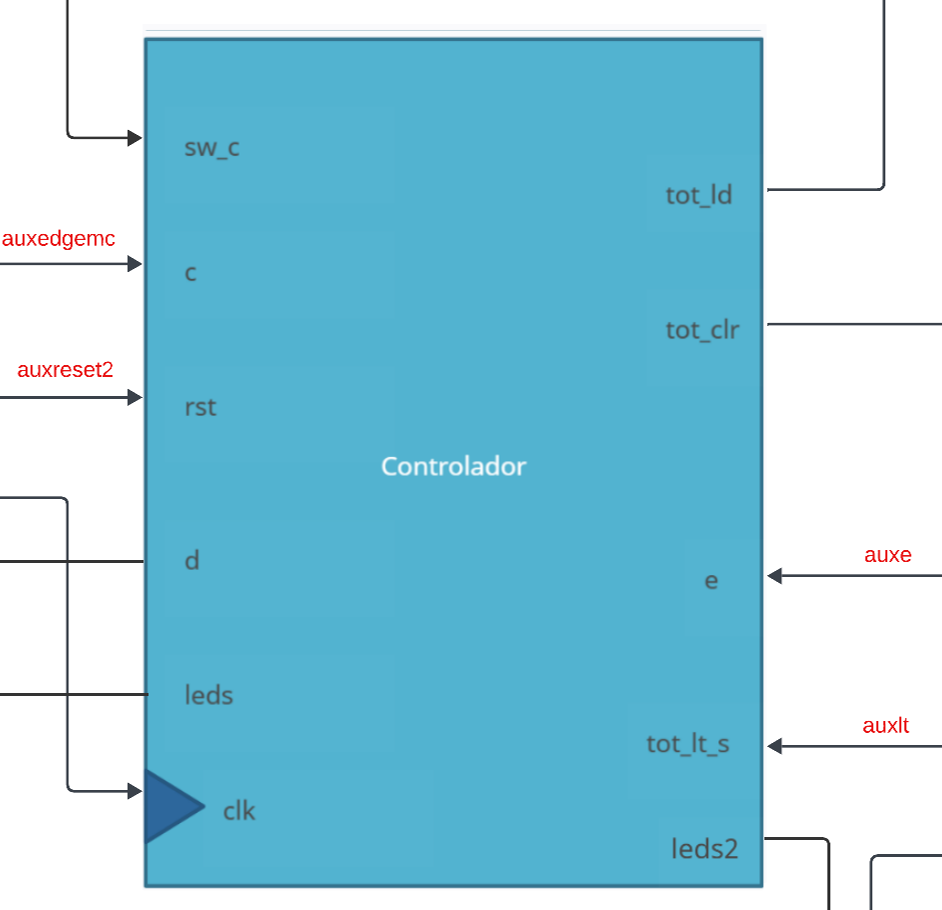 sw_c
tot_ld
auxedgemc
c
tot_clr
auxreset2
rst
Controlador
auxe
d
e
leds
auxlt
tot_lt_s
clk
leds2